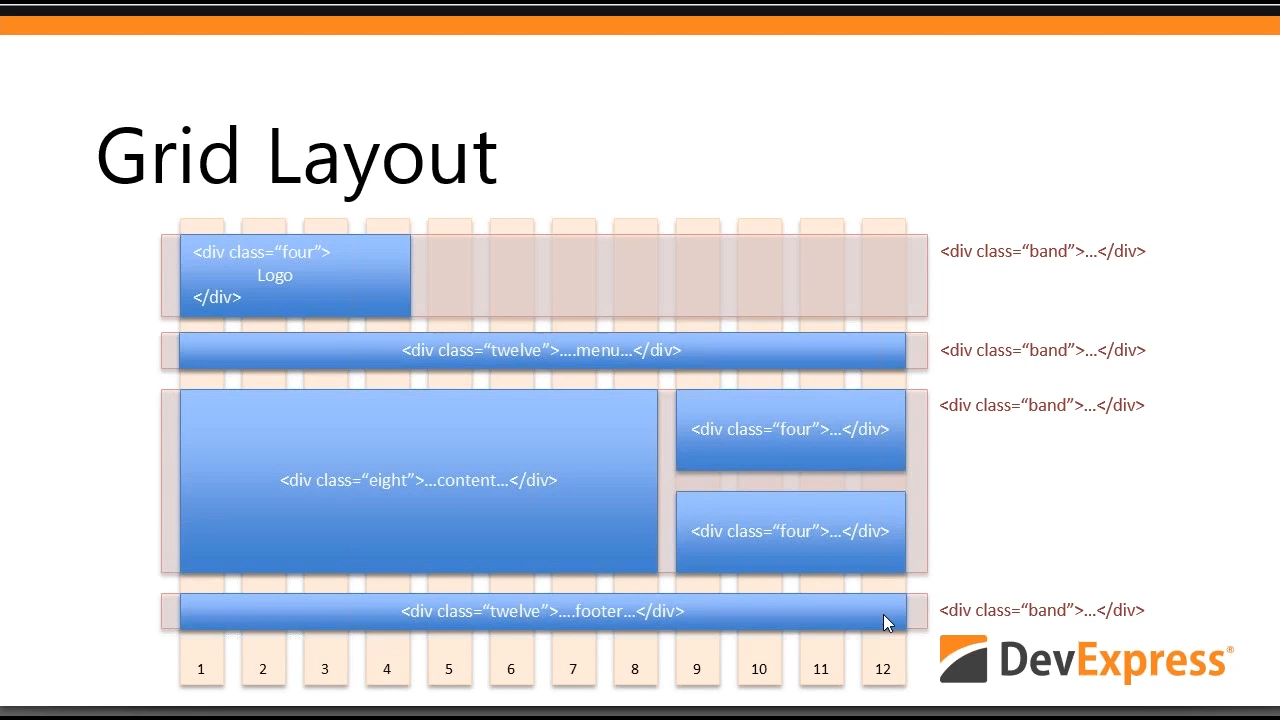 Grid Layout
<div class=“four”>
Logo
</div>
<div class=“band”>…</div>
<div class=“twelve”>….menu…</div>
<div class=“band”>…</div>
<div class=“eight”>…content…</div>
<div class=“four”>…</div>
<div class=“four”>…</div>
<div class=“band”>…</div>
<div class=“twelve”>….footer…</div>
<div class=“band”>…</div>
1 2 3 4 5 6 7 8 9 10 11 12
DevExpress®